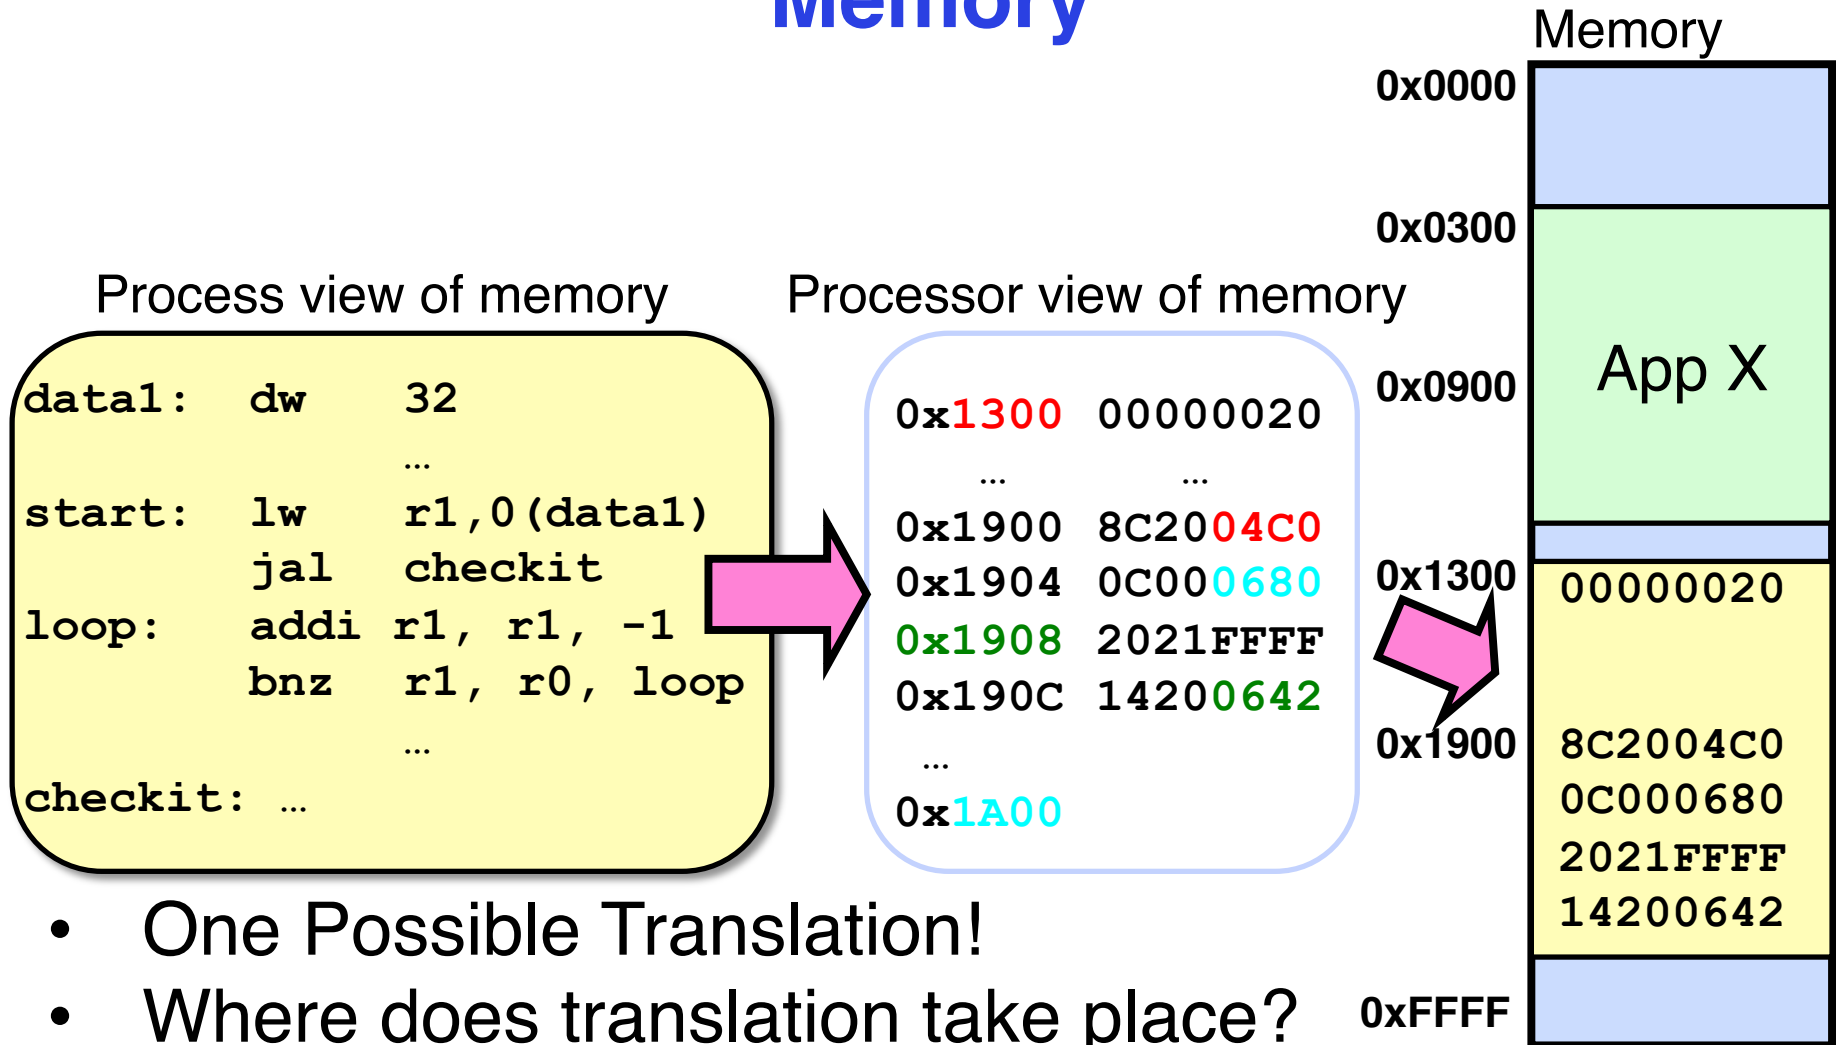 Memory
Memory
0x0000
0x0300
0x0900
0x1300
0x1900
0xFFFF
App X
00000020
8C2004C0
0C000680
2021FFFF
14200642
Process view of memory
data1: dw 32
…
start: lw r1,0(data1)
jal checkit
loop: addi r1, r1, -1
bnz r1, r0, loop
…
checkit: …
Processor view of memory
0x1300 00000020
… …
0x1900 8C2004C0
0x1904 0C000680
0x1908 2021FFFF
0x190C 14200642
…
0x1A00
• One Possible Translation!
• Where does translation take place?